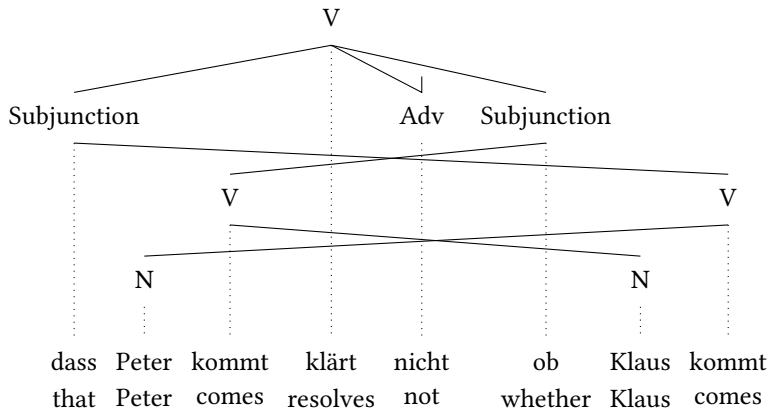 V
Subjunction Adv Subjunction
V V
N N
dass Peter kommt klärt nicht ob Klaus kommt
that Peter comes resolves not whether Klaus comes